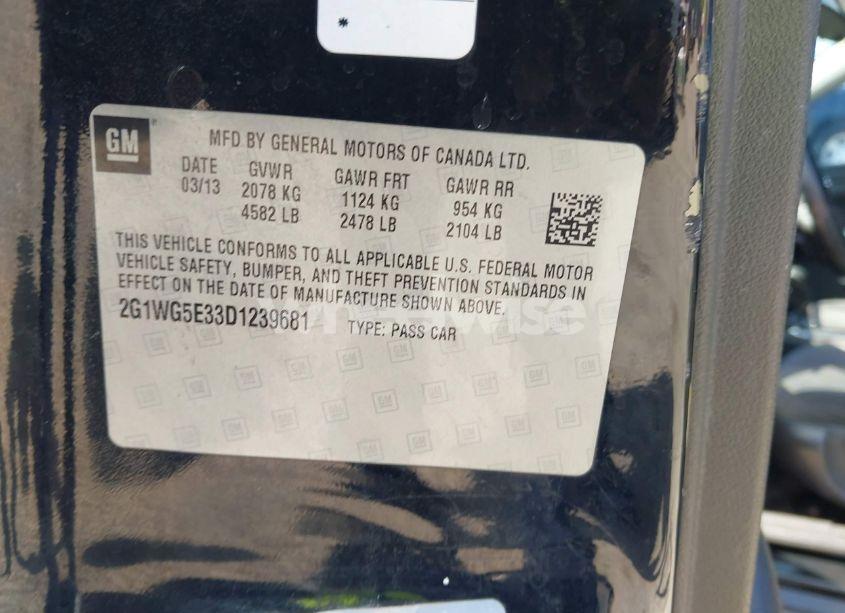 *
GM ®
MFD BY GENERAL MOTORS OF CANADA LTD.
DATE GVWR GAWR FRT GAWR RR
03/13 2078 KG 1124 KG 954 KG
4582 LB 2478 LB 2104 LB
THIS VEHICLE CONFORMS TO ALL APPLICABLE U.S. FEDERAL MOTOR
VEHICLE SAFETY, BUMPER, AND THEFT PREVENTION STANDARDS IN
EFFECT ON THE DATE OF MANUFACTURE SHOWN ABOVE.
2G1WG5E33D1239681 TYPE: PASS CAR